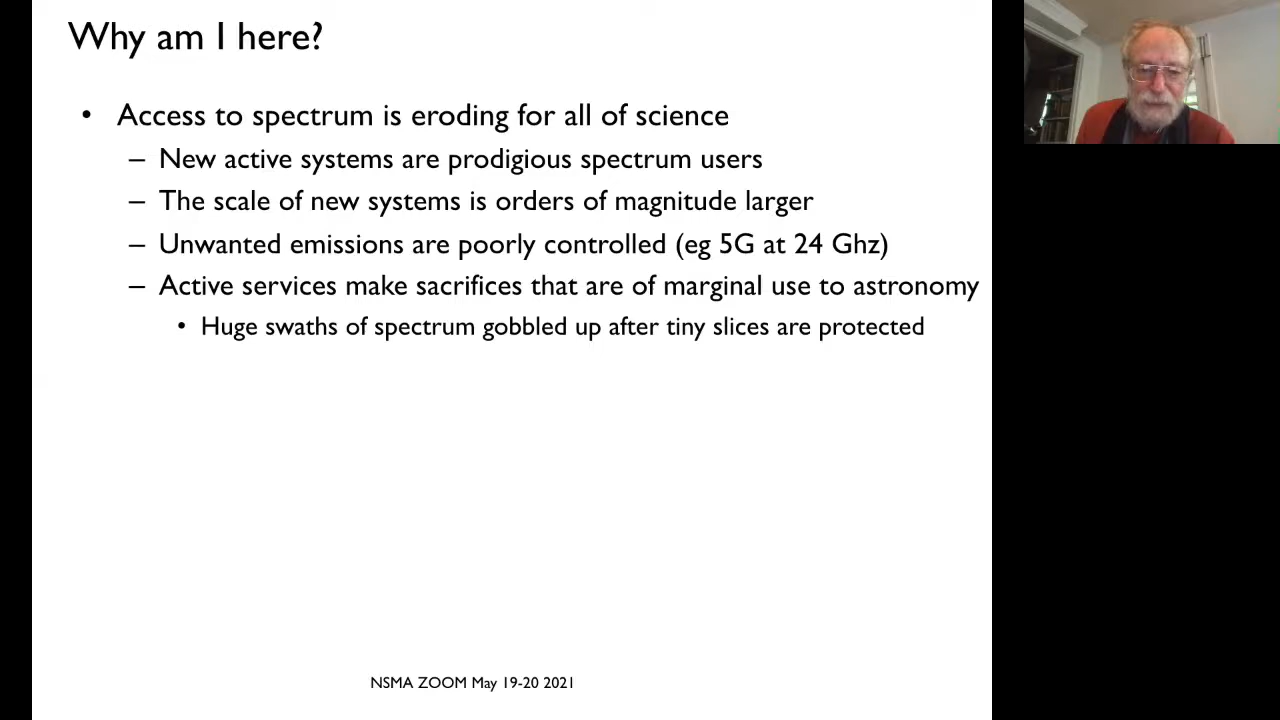 Why am I here?
• Access to spectrum is eroding for all of science
– New active systems are prodigious spectrum users
– The scale of new systems is orders of magnitude larger
– Unwanted emissions are poorly controlled (eg 5G at 24 Ghz)
– Active services make sacrifices that are of marginal use to astronomy
• Huge swaths of spectrum gobbled up after tiny slices are protected
NSMA ZOOM May 19-20 2021